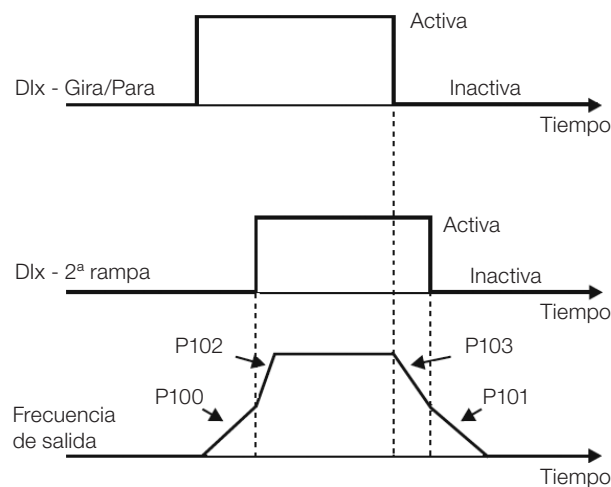 Activa
DIx - Gira/Para
Inactiva
Tiempo
Activa
DIx - 2ª rampa
Inactiva
Tiempo
P102
P103
P100
P101
Frecuencia
de salida
Tiempo